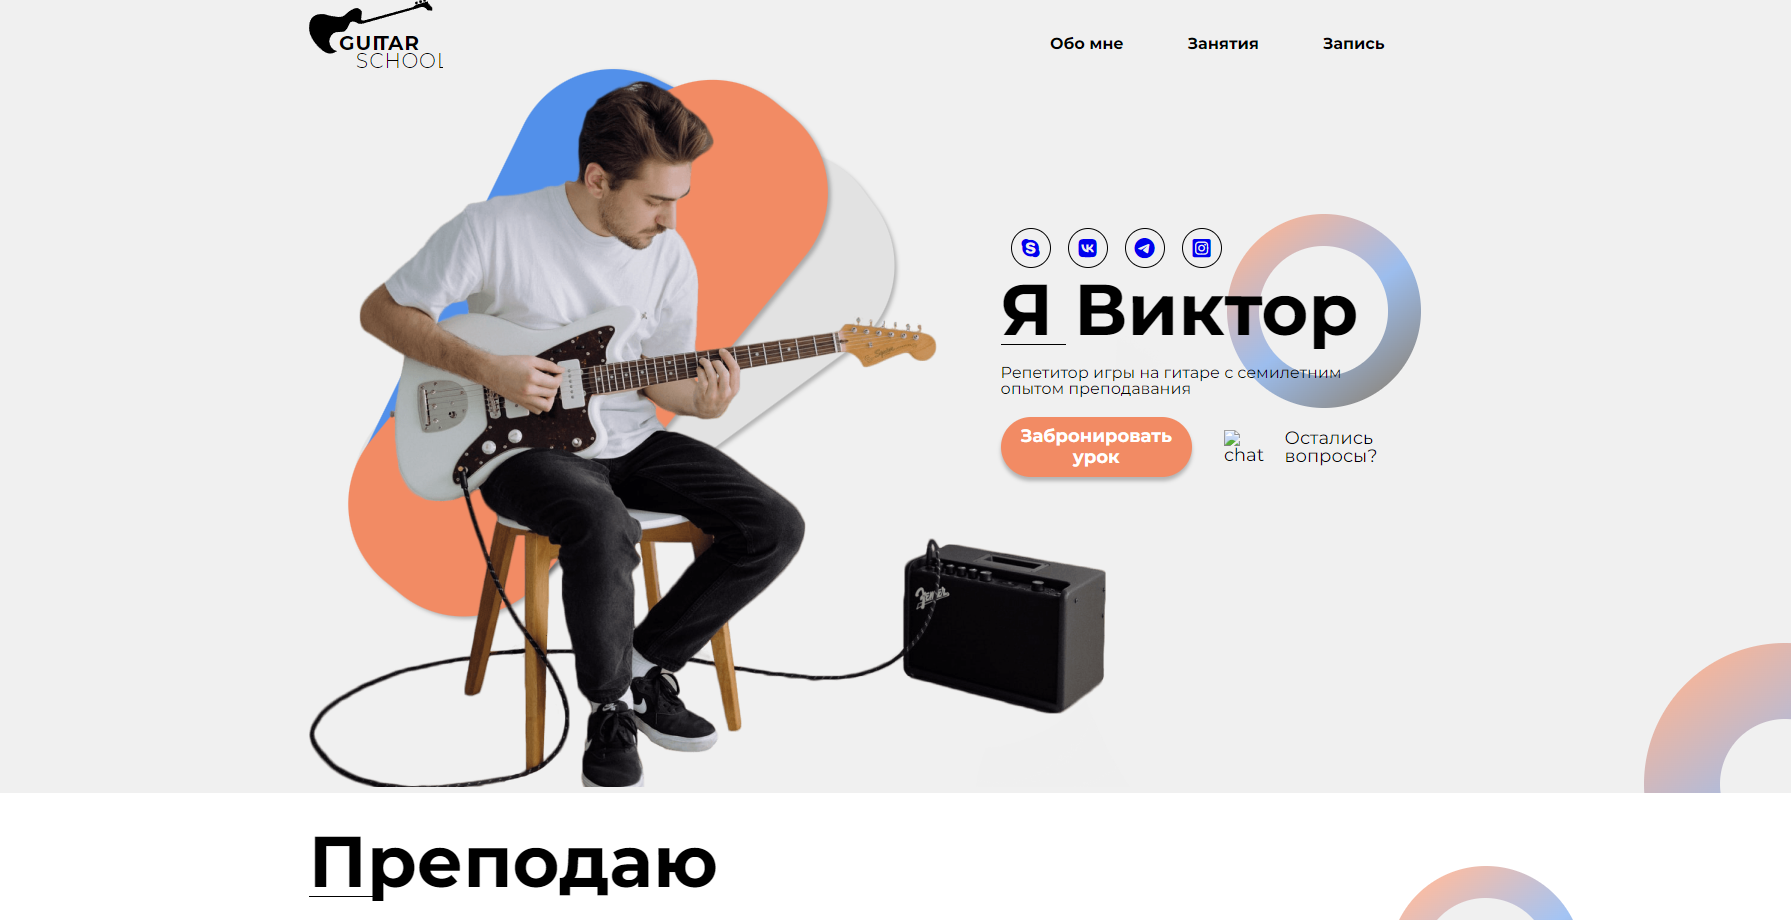 GUITAR
SCHOOL
Обо мне
Занятия
Запись
Я Виктор
Репетитор игры на гитаре с семилетним
опытом преподавания
Забронировать
урок
chat
Остались
вопросы?
Fender
Преподаю